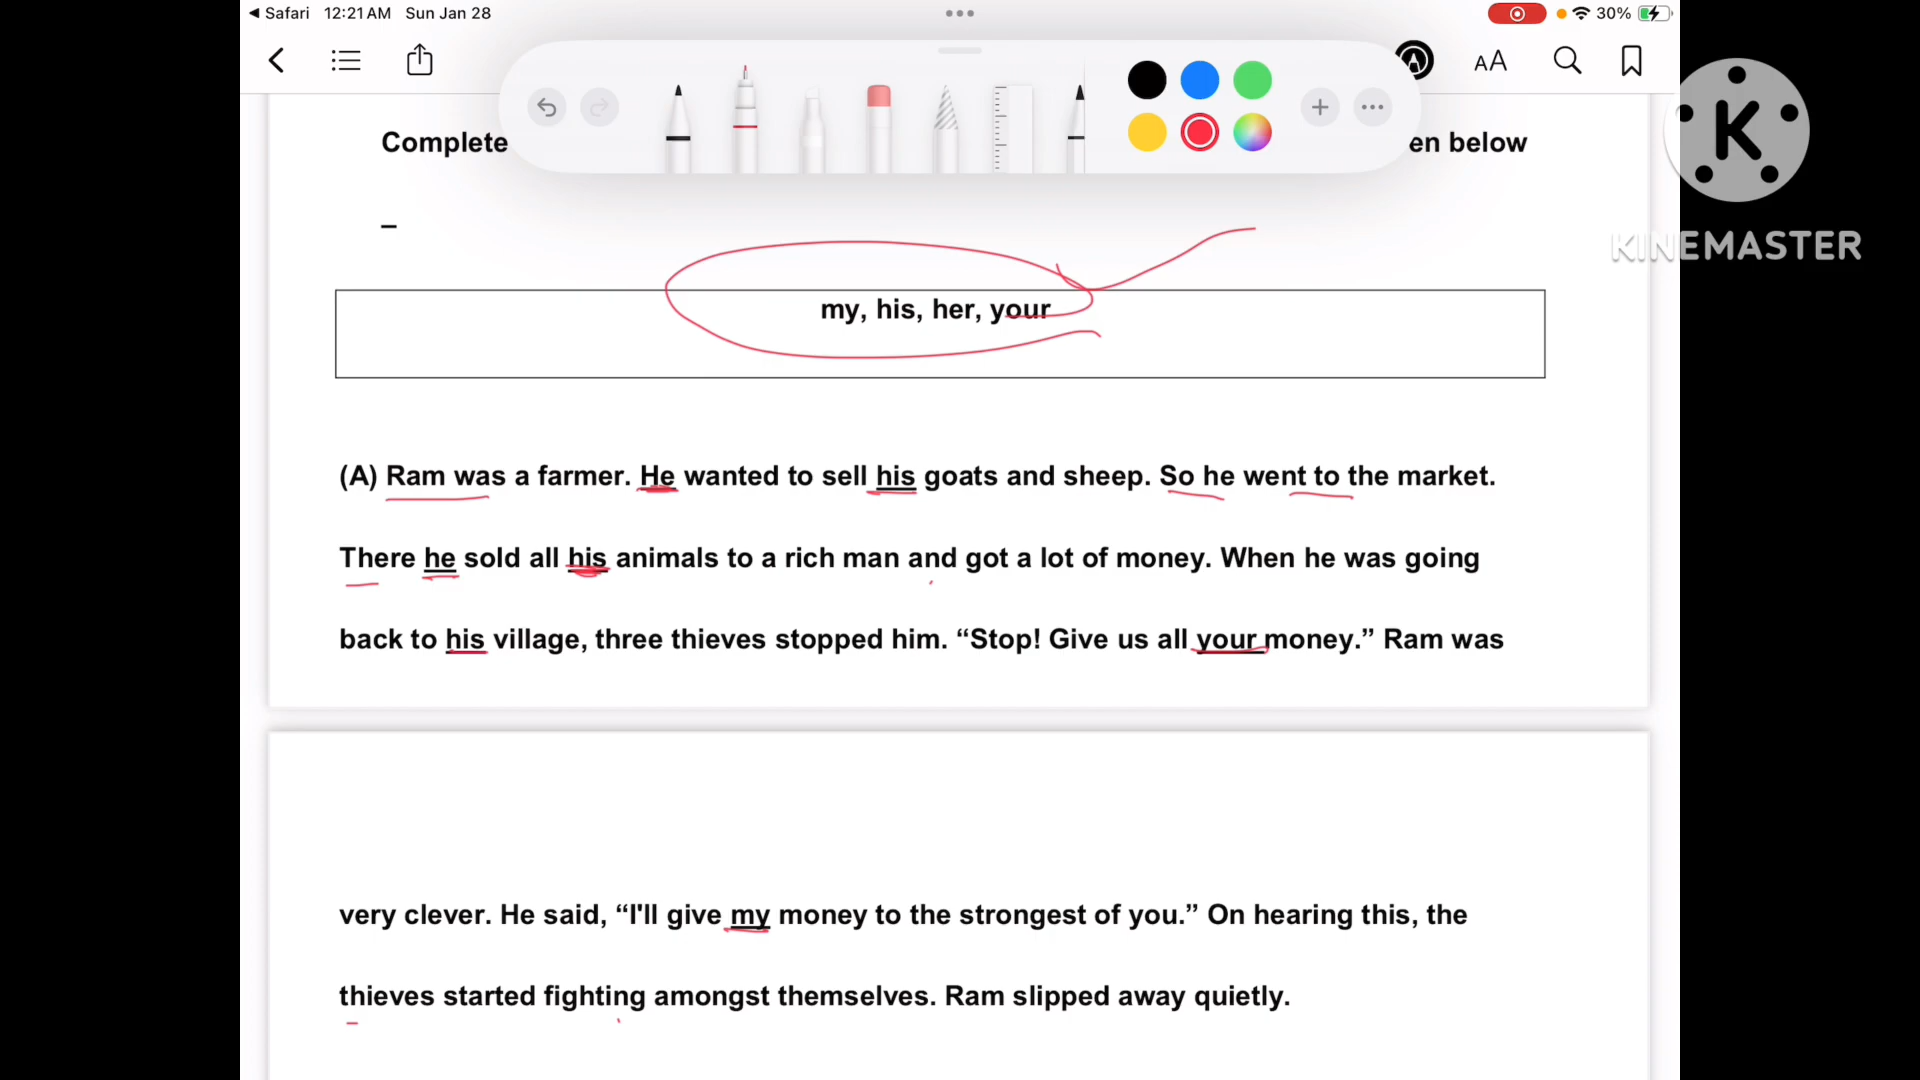 Safari 12:21 AM Sun Jan 28 30%
AA
Complete en below
–
my, his, her, your
(A) Ram was a farmer. He wanted to sell his goats and sheep. So he went to the market.
There he sold all his animals to a rich man and got a lot of money. When he was going
back to his village, three thieves stopped him. “Stop! Give us all your money.” Ram was
very clever. He said, “I'll give my money to the strongest of you.” On hearing this, the
thieves started fighting amongst themselves. Ram slipped away quietly.
K
KINEMASTER